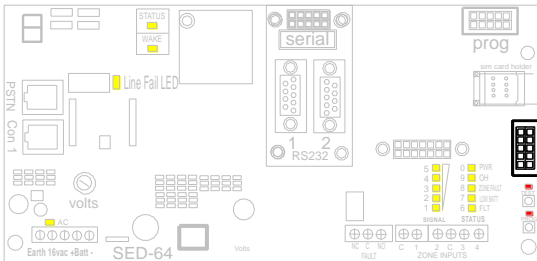 STATUS
WAKE
Line Fail LED
PSTN Con 1
volts
AC
Earth 16vac +Batt -
SED-64
Volts
serial
1 2
RS232
prog
sim card holder
5 0 PWR
4 9 OH
3 8 ZONE FAULT
2 7 LOW BATT
1 6 FLT
SIGNAL STATUS
NC C NO C 1 2 C 3 4
FAULT ZONE INPUTS
TEST
PROG